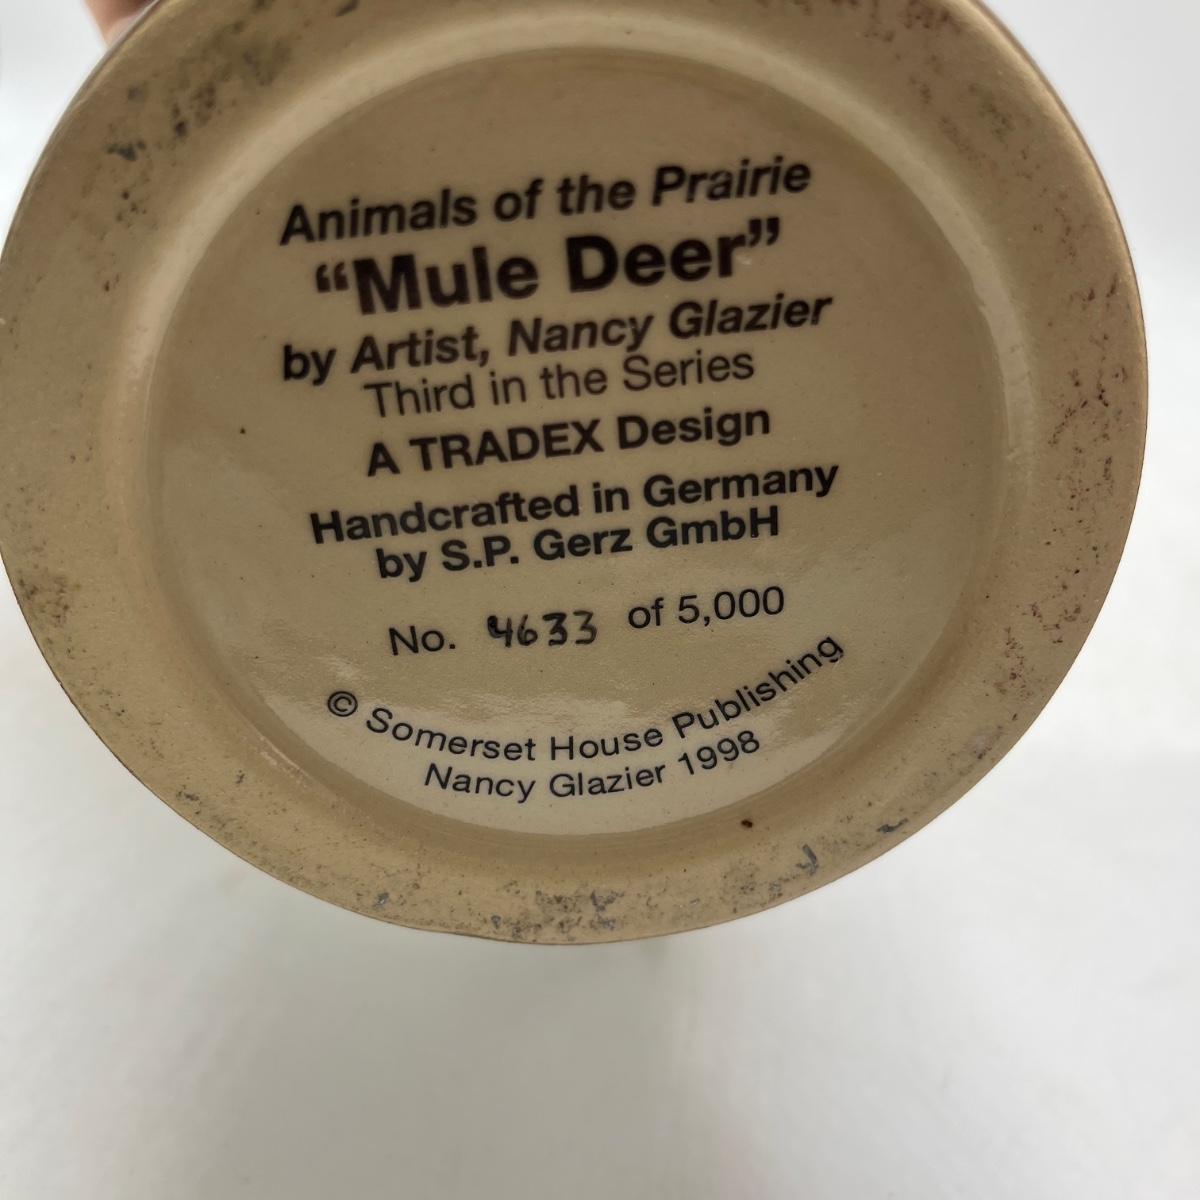 Animals of the Prairie
“Mule Deer”
by Artist, Nancy Glazier
Third in the Series
A TRADEX Design
Handcrafted in Germany
by S.P. Gerz GmbH
No. 4633 of 5,000
© Somerset House Publishing
Nancy Glazier 1998